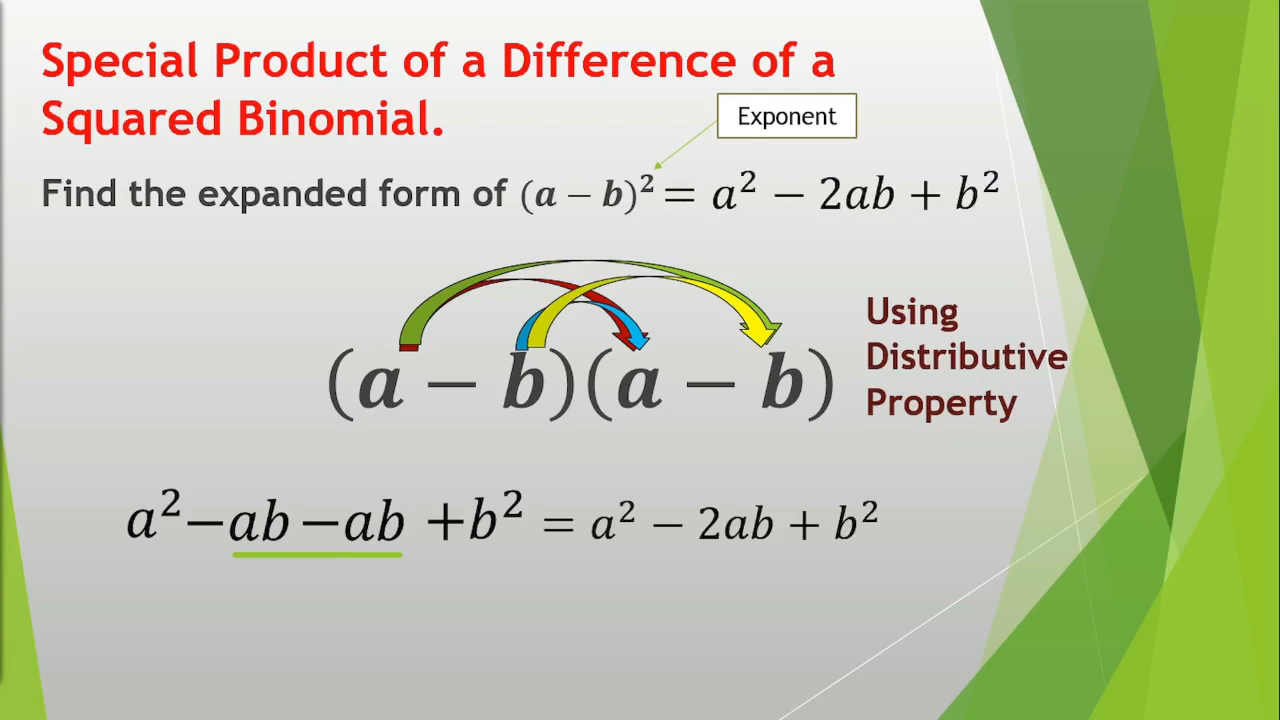 Special Product of a Difference of a
Squared Binomial.
Exponent
Find the expanded form of (a − b)² = a² − 2ab + b²
Using
Distributive
Property
(a − b)(a − b)
a² −ab −ab +b² = a² − 2ab + b²